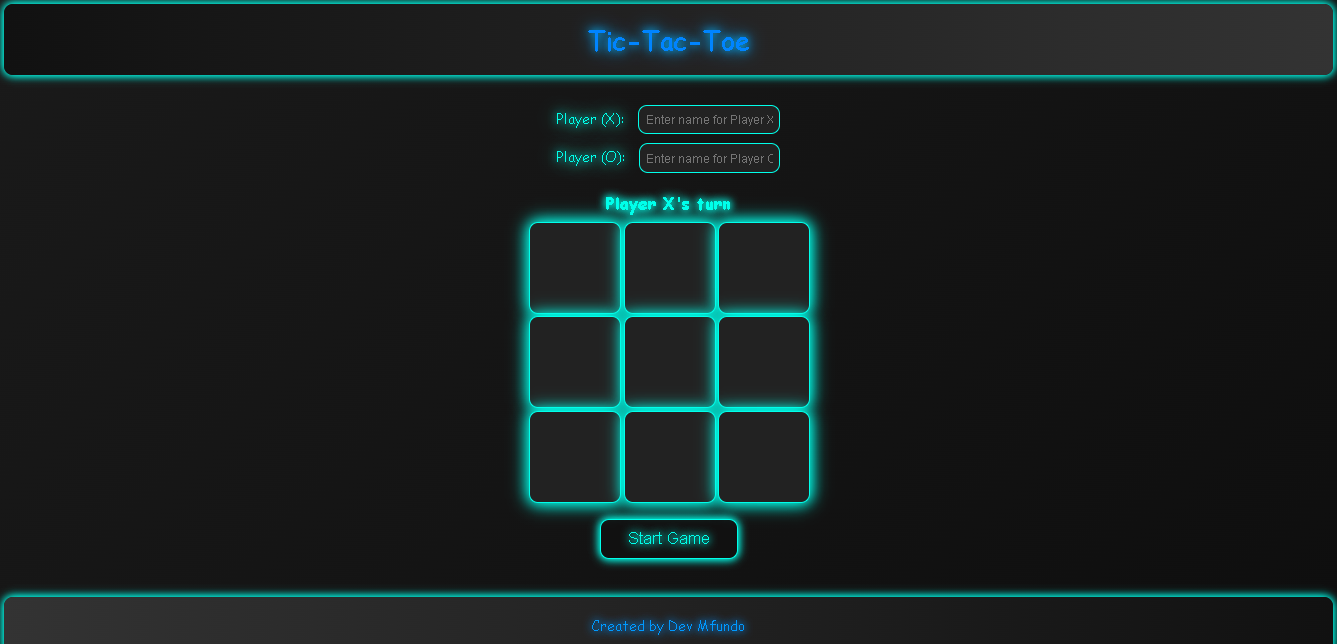 Tic-Tac-Toe
Player (X): Enter name for Player X
Player (O): Enter name for Player
Player X's turn
Start Game
Created by Dev Mfundo